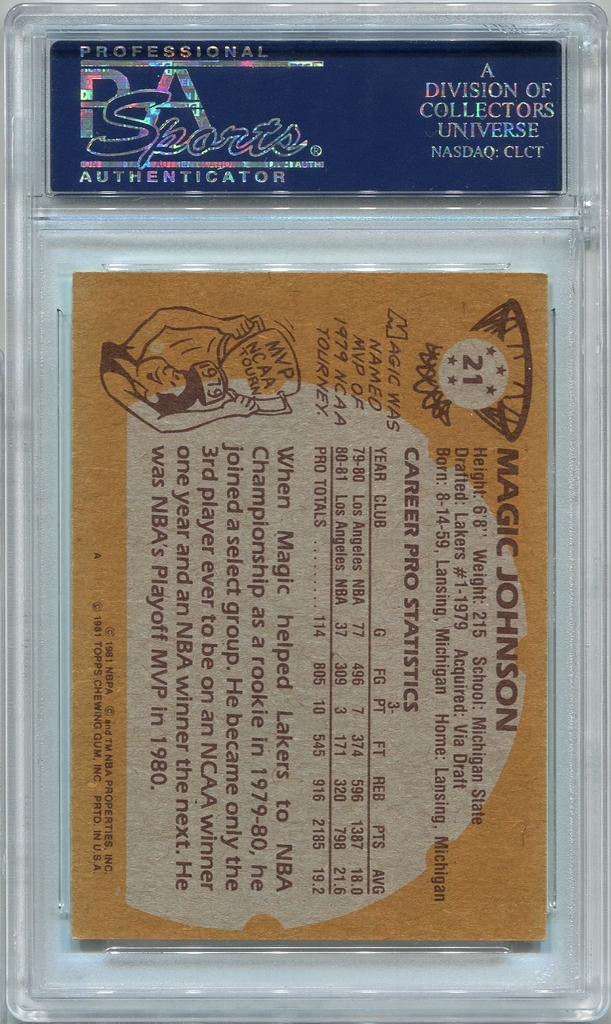 PROFESSIONAL
PSA
Sports®
AUTHENTICATOR
A
DIVISION OF
COLLECTORS
UNIVERSE
NASDAQ: CLCT
21
MAGIC JOHNSON
Height: 6'8" Weight: 215 School: Michigan State
Drafted: Lakers #1-1979 Acquired: Via Draft
Born: 8-14-59, Lansing, Michigan Home: Lansing, Michigan
CAREER PRO STATISTICS
3-
YEAR CLUB G FG PT FT REB PTS AVG
79-80 Los Angeles NBA 77 496 7 374 596 1387 18.0
80-81 Los Angeles NBA 37 309 3 171 320 798 21.6
PRO TOTALS ......... 114 805 10 545 916 2185 19.2
MAGIC WAS
NAMED
MVP OF
1979 NCAA
TOURNEY.
MVP
NCAA
TOURN.
1979
When Magic helped Lakers to NBA
Championship as a rookie in 1979-80, he
joined a select group. He became only the
3rd player ever to be on an NCAA winner
one year and an NBA winner the next. He
was NBA's Playoff MVP in 1980.
A
© 1981 NBPA © and TM NBA PROPERTIES, INC.
© 1981 TOPPS CHEWING GUM, INC. PRTD. IN U.S.A.